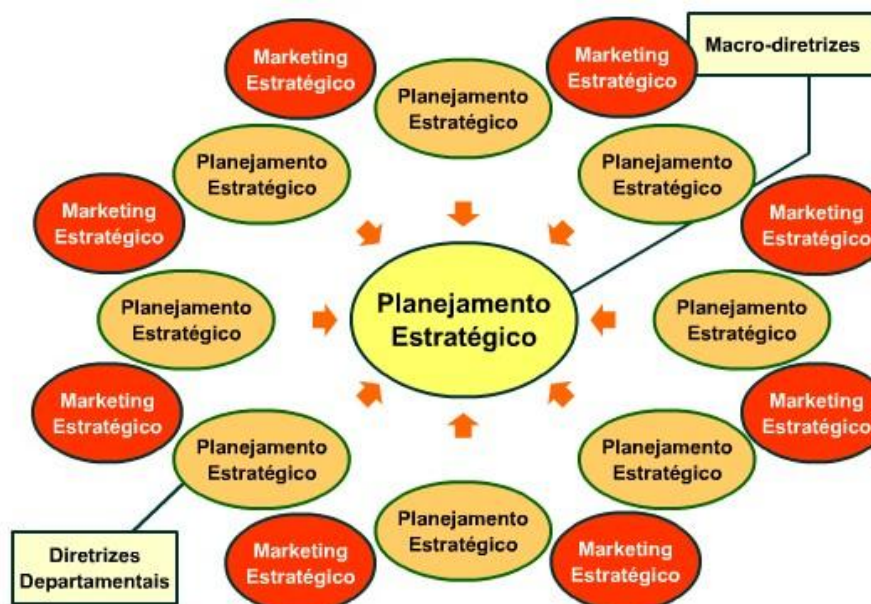 Marketing
Estratégico
Marketing
Estratégico
Macro-diretrizes
Planejamento
Estratégico
Planejamento
Estratégico
Planejamento
Estratégico
Marketing
Estratégico
Marketing
Estratégico
Planejamento
Estratégico
Planejamento
Estratégico
Planejamento
Estratégico
Marketing
Estratégico
Marketing
Estratégico
Planejamento
Estratégico
Planejamento
Estratégico
Planejamento
Estratégico
Diretrizes
Departamentais
Marketing
Estratégico
Marketing
Estratégico